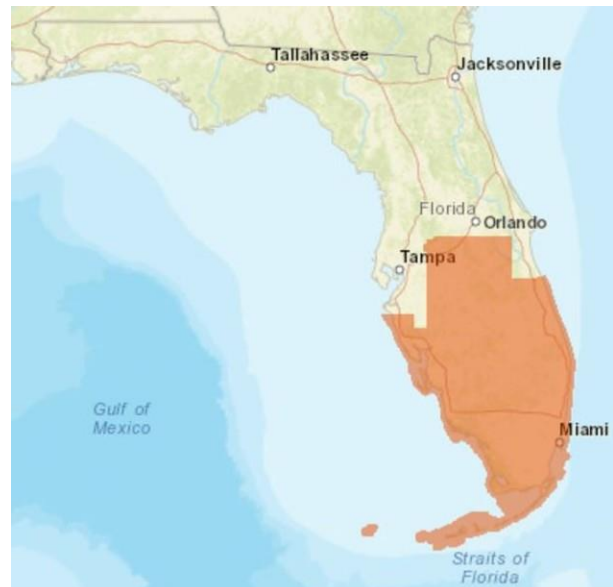 Tallahassee
Jacksonville
Florida
Orlando
Tampa
Gulf of
Mexico
Miami
Straits of
Florida